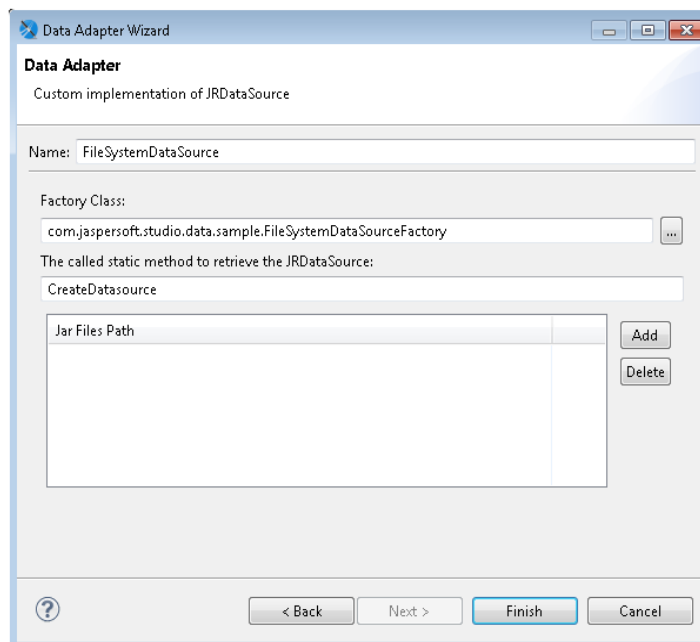 Data Adapter Wizard
Data Adapter
Custom implementation of JRDataSource
Name: FileSystemDataSource
Factory Class:
com.jaspersoft.studio.data.sample.FileSystemDataSourceFactory ...
The called static method to retrieve the JRDataSource:
CreateDatasource
Jar Files Path
Add
Delete
? < Back Next > Finish Cancel